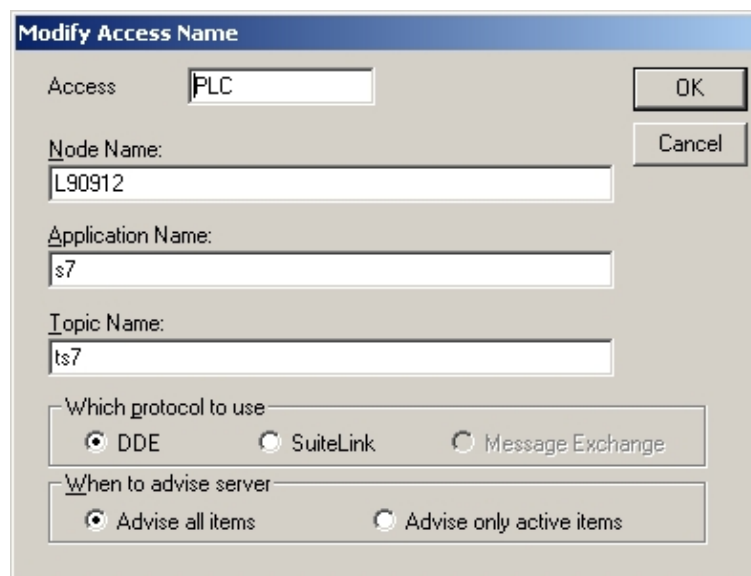 Modify Access Name
Access PLC OK
Cancel
Node Name:
L90912
Application Name:
s7
Topic Name:
ts7
Which protocol to use
DDE SuiteLink Message Exchange
When to advise server
Advise all items Advise only active items